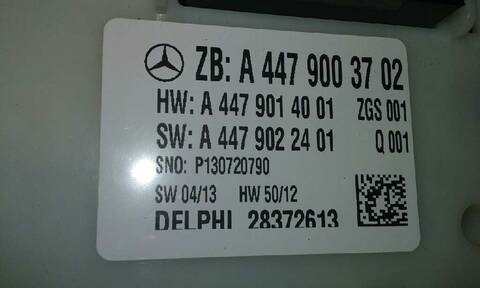 ZB: A 447 900 37 02
HW: A 447 901 40 01 ZGS 001
SW: A 447 902 24 01 Q 001
SNO: P130720790
SW 04/13 HW 50/12
DELPHI 28372613